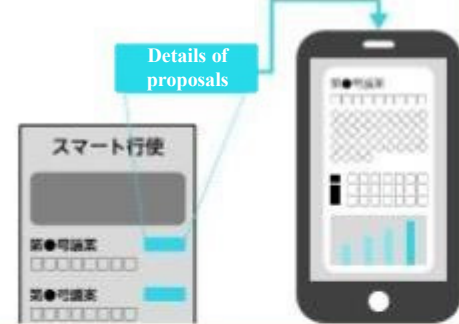 Details of
proposals
スマート行使
第●号議案
第●号議案
第●号議案